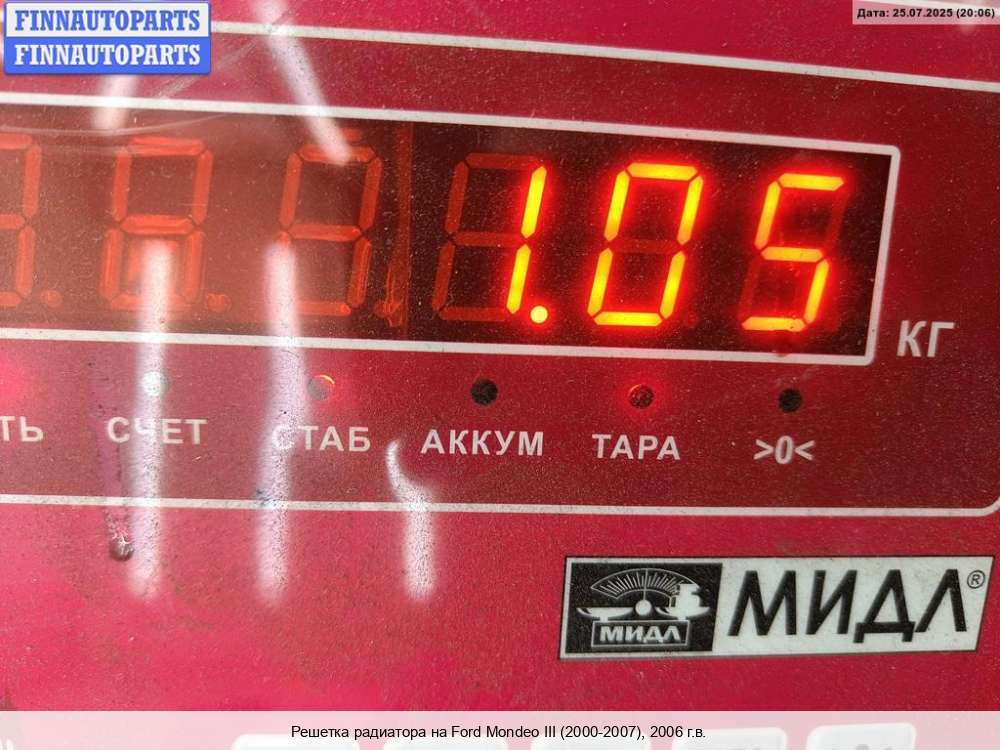 FINNAUTOPARTS
FINNAUTOPARTS
Дата: 25.07.2025 (20:06)
1.05
КГ
ТЬ СЧЕТ СТАБ АККУМ ТАРА >0<
МИДЛ МИДЛ®
Решетка радиатора на Ford Mondeo III (2000-2007), 2006 г.в.